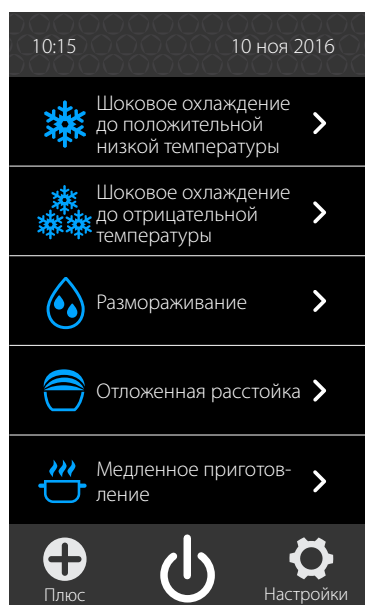 10:15 10 ноя 2016
Шоковое охлаждение
до положительной
низкой температуры
Шоковое охлаждение
до отрицательной
температуры
Размораживание
Отложенная расстойка
Медленное приготов-
ление
Плюс Настройки